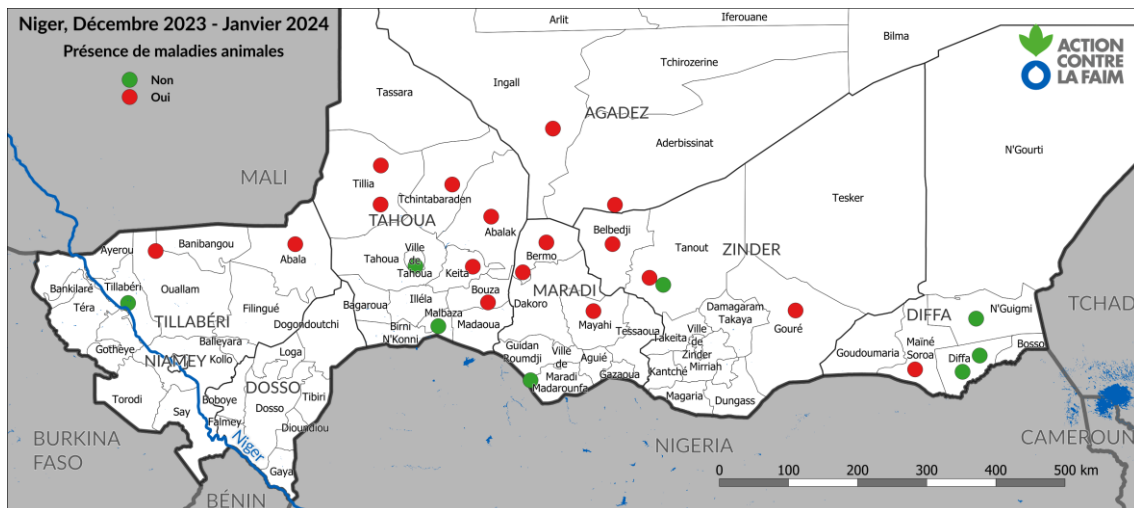 Niger, Décembre 2023 - Janvier 2024
Présence de maladies animales
Non
Oui
ACTION
CONTRE
LA FAIM
Arlit
Iferouane
Bilma
Tchirozerine
Ingall
Tassara
AGADEZ
Aderbissinat
N'Gourti
MALI
Tillia
Tchintabaraden
Tesker
TAHOUA
Abalak
Belbedji
Tanout
ZINDER
Ayerou
Banibangou
Abala
Tahoua
Ville
de
Tahoua
Keita
Bermo
Bankilaré
Tillabéri
Téra
Ouallam
Filingué
Bagaroua
Illéla
Bouza
Dakoro
MARADI
Damagaram
Takaya
Gouré
DIFFA
N'Guigmi
TCHAD
TILLABÉRI
Dogondoutchi
Birni
N'Konni
Malbaza
Madaoua
Mayahi
Tessaoua
Takeita
Ville
de
Zinder
Mirriah
Goudoumaria
Maïné
Soroa
Diffa
Bosso
Gothèye
NIAMEY
Balleyara
Kollo
Loga
Guidan
Roumdji
Ville
de
Maradi
Madarounfa
Aguié
Gazaoua
Kantché
Magaria
Dungass
Torodi
Say
Boboye
DOSSO
Dosso
Tibiri
Falmey
Dioundiou
Gaya
Niger
BURKINA
FASO
BÉNIN
NIGERIA
CAMEROUN
0 100 200 300 400 500 km